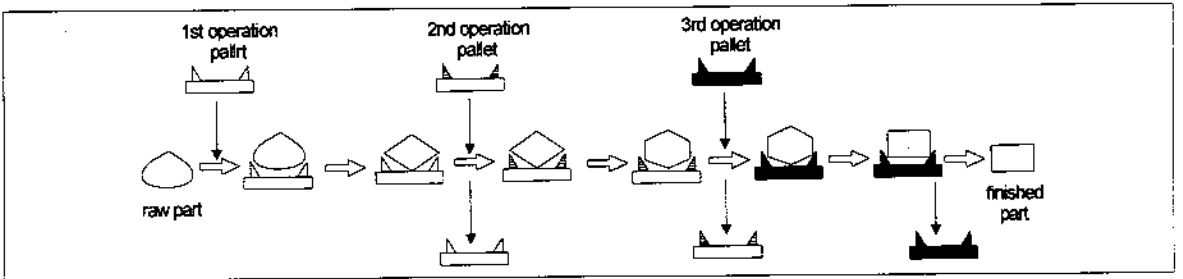 1st operation
pallrt
2nd operation
pallet
3rd operation
pallet
raw part
finished
part